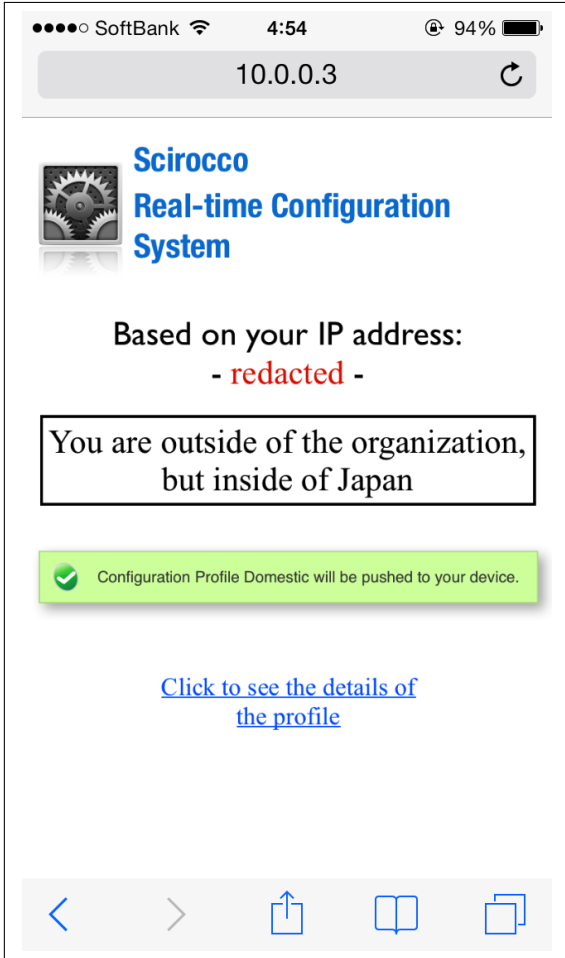 SoftBank 4:54 94%
10.0.0.3
Scirocco
Real-time Configuration
System
Based on your IP address:
- redacted -
You are outside of the organization,
but inside of Japan
Configuration Profile Domestic will be pushed to your device.
Click to see the details of
the profile